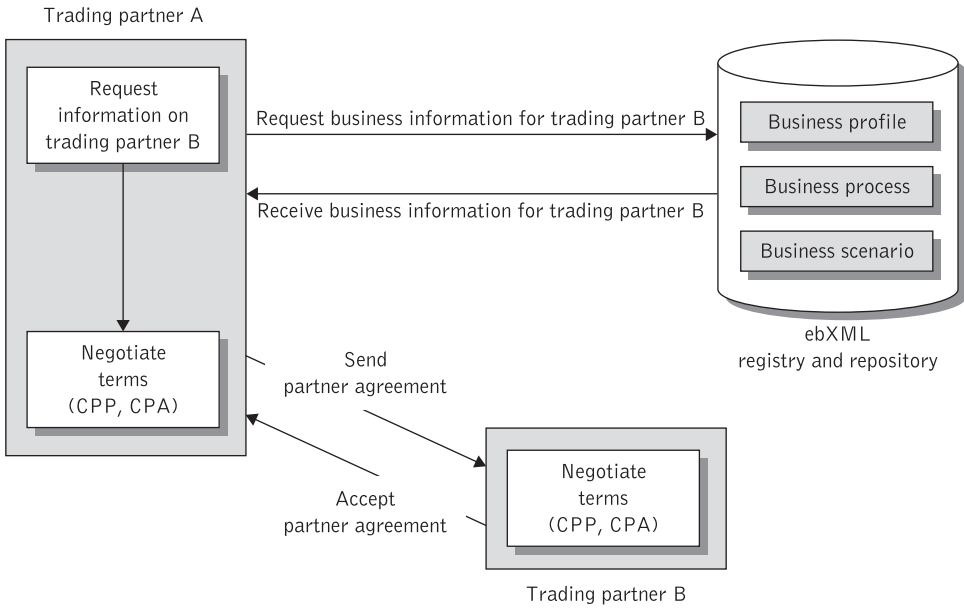 Trading partner A
Request
information on
trading partner B
Request business information for trading partner B
Receive business information for trading partner B
Business profile
Business process
Business scenario
ebXML
registry and repository
Negotiate
terms
(CPP, CPA)
Send
partner agreement
Accept
partner agreement
Negotiate
terms
(CPP, CPA)
Trading partner B